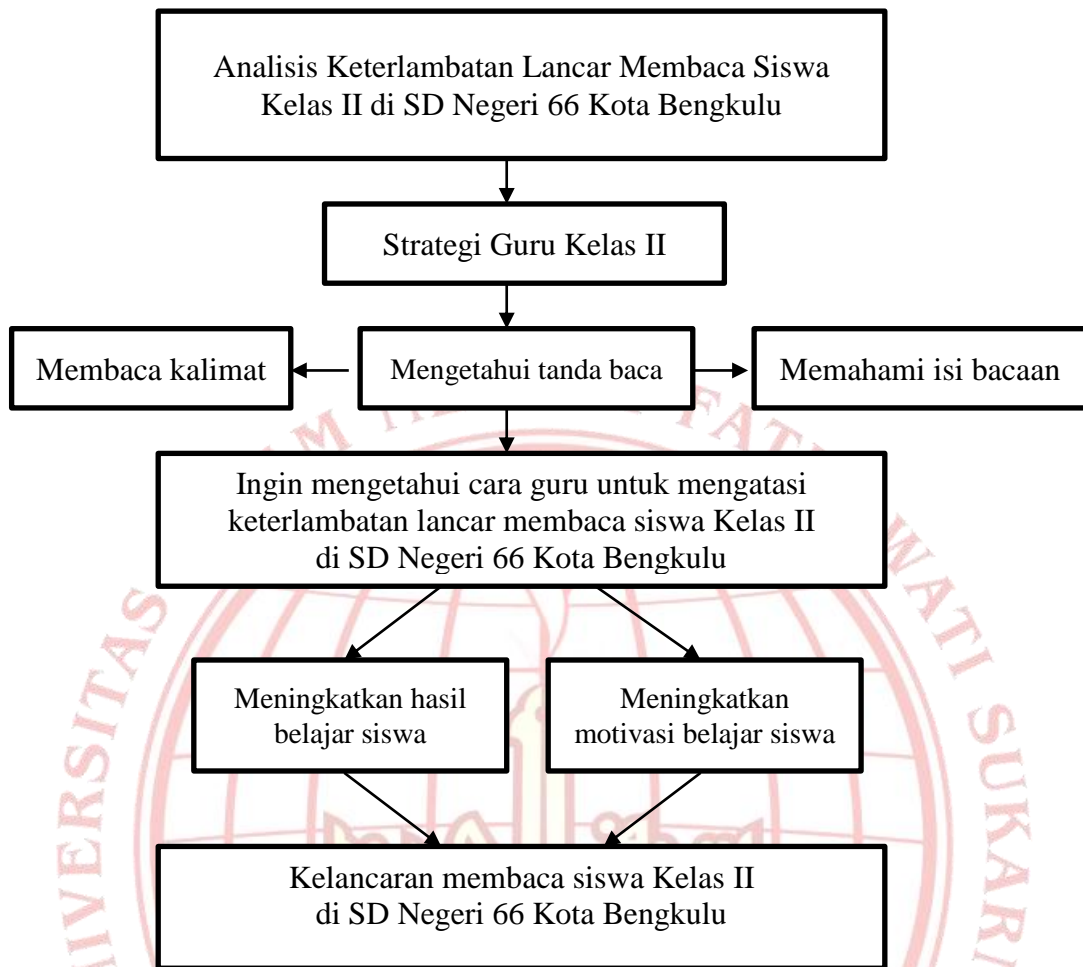 Analisis Keterlambatan Lancar Membaca Siswa
Kelas II di SD Negeri 66 Kota Bengkulu
Strategi Guru Kelas II
Membaca kalimat
Mengetahui tanda baca
Memahami isi bacaan
Ingin mengetahui cara guru untuk mengatasi
keterlambatan lancar membaca siswa Kelas II
di SD Negeri 66 Kota Bengkulu
Meningkatkan hasil
belajar siswa
Meningkatkan
motivasi belajar siswa
Kelancaran membaca siswa Kelas II
di SD Negeri 66 Kota Bengkulu